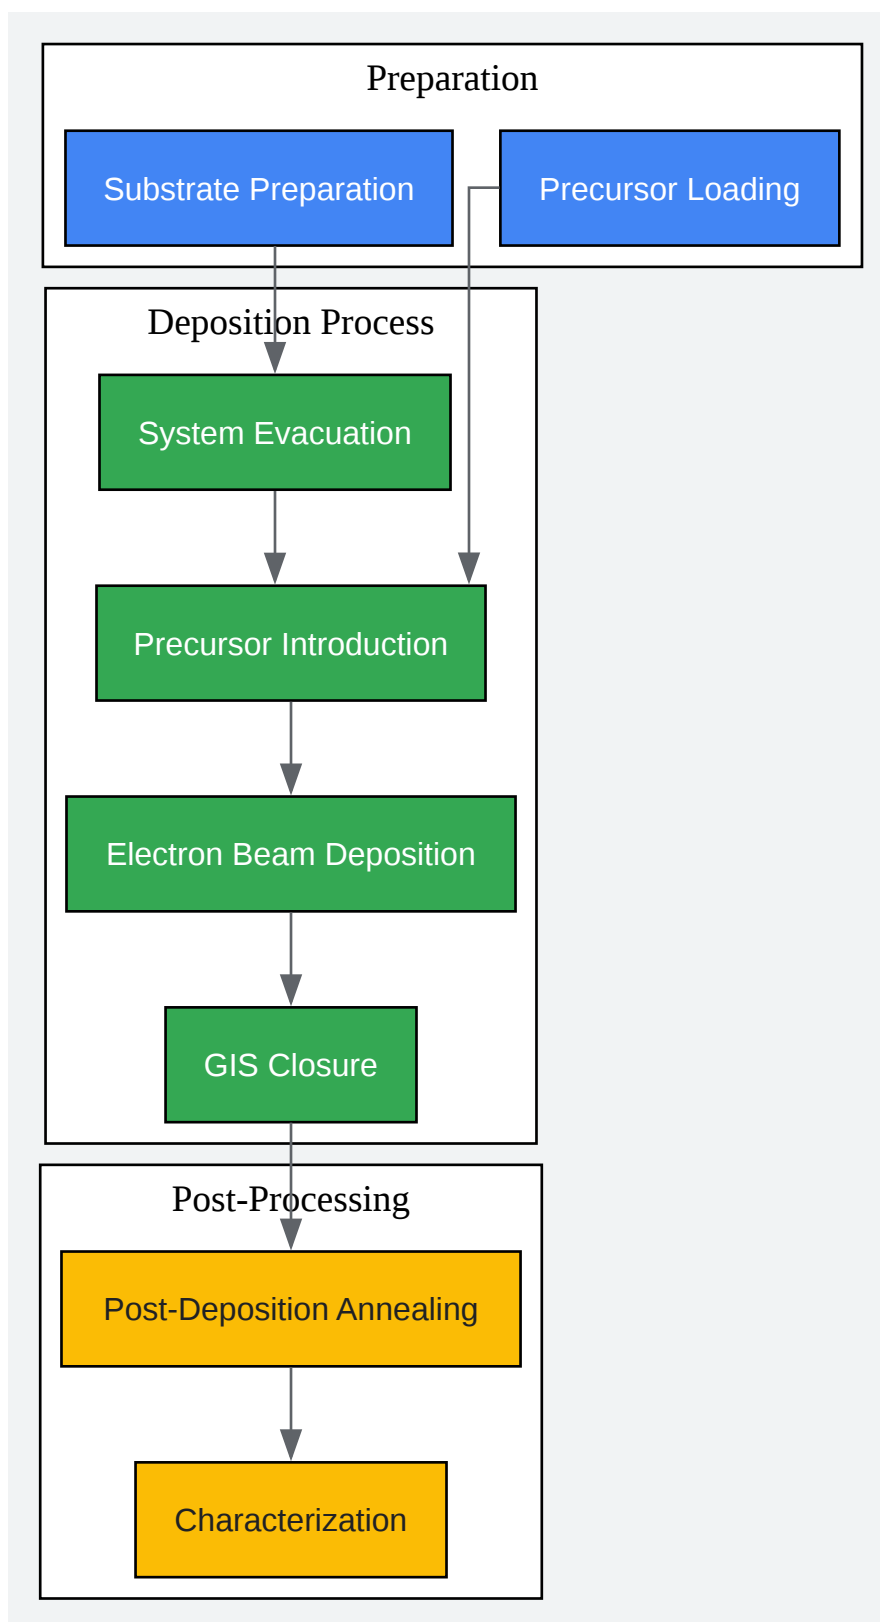 Preparation
Substrate Preparation
Precursor Loading
Deposition Process
System Evacuation
Precursor Introduction
Electron Beam Deposition
GIS Closure
Post-Processing
Post-Deposition Annealing
Characterization